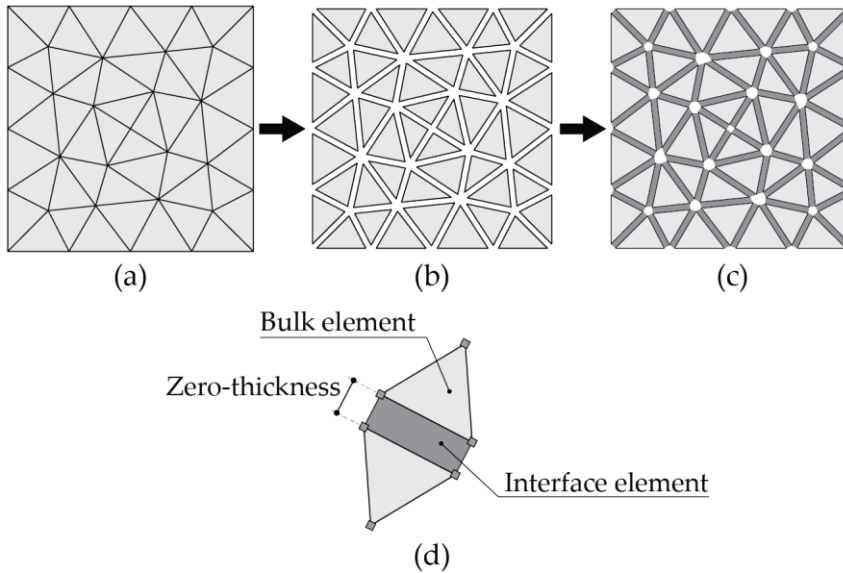 (a)
(b)
(c)
Bulk element
Zero-thickness
Interface element
(d)